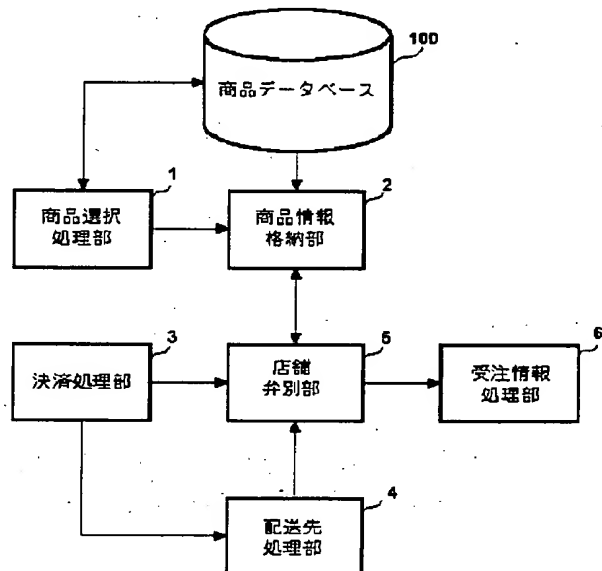 100
商品データベース
1
商品選択
処理部
2
商品情報
格納部
3
決済処理部
5
店舗
弁別部
6
受注情報
処理部
4
配送先
処理部